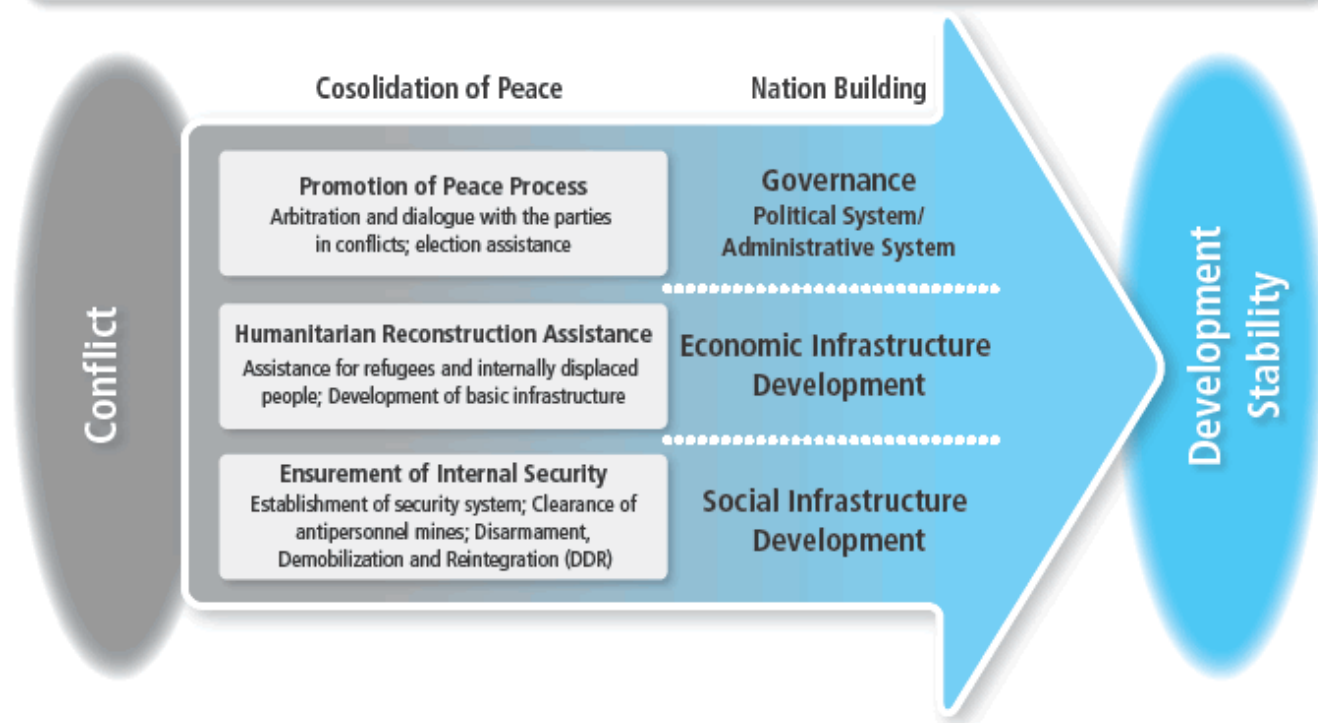 Cosolidation of Peace
Nation Building
Conflict
Promotion of Peace Process
Arbitration and dialogue with the parties
in conflicts; election assistance
Governance
Political System/
Administrative System
Humanitarian Reconstruction Assistance
Assistance for refugees and internally displaced
people; Development of basic infrastructure
Economic Infrastructure
Development
Ensurement of Internal Security
Establishment of security system; Clearance of
antipersonnel mines; Disarmament,
Demobilization and Reintegration (DDR)
Social Infrastructure
Development
Development
Stability